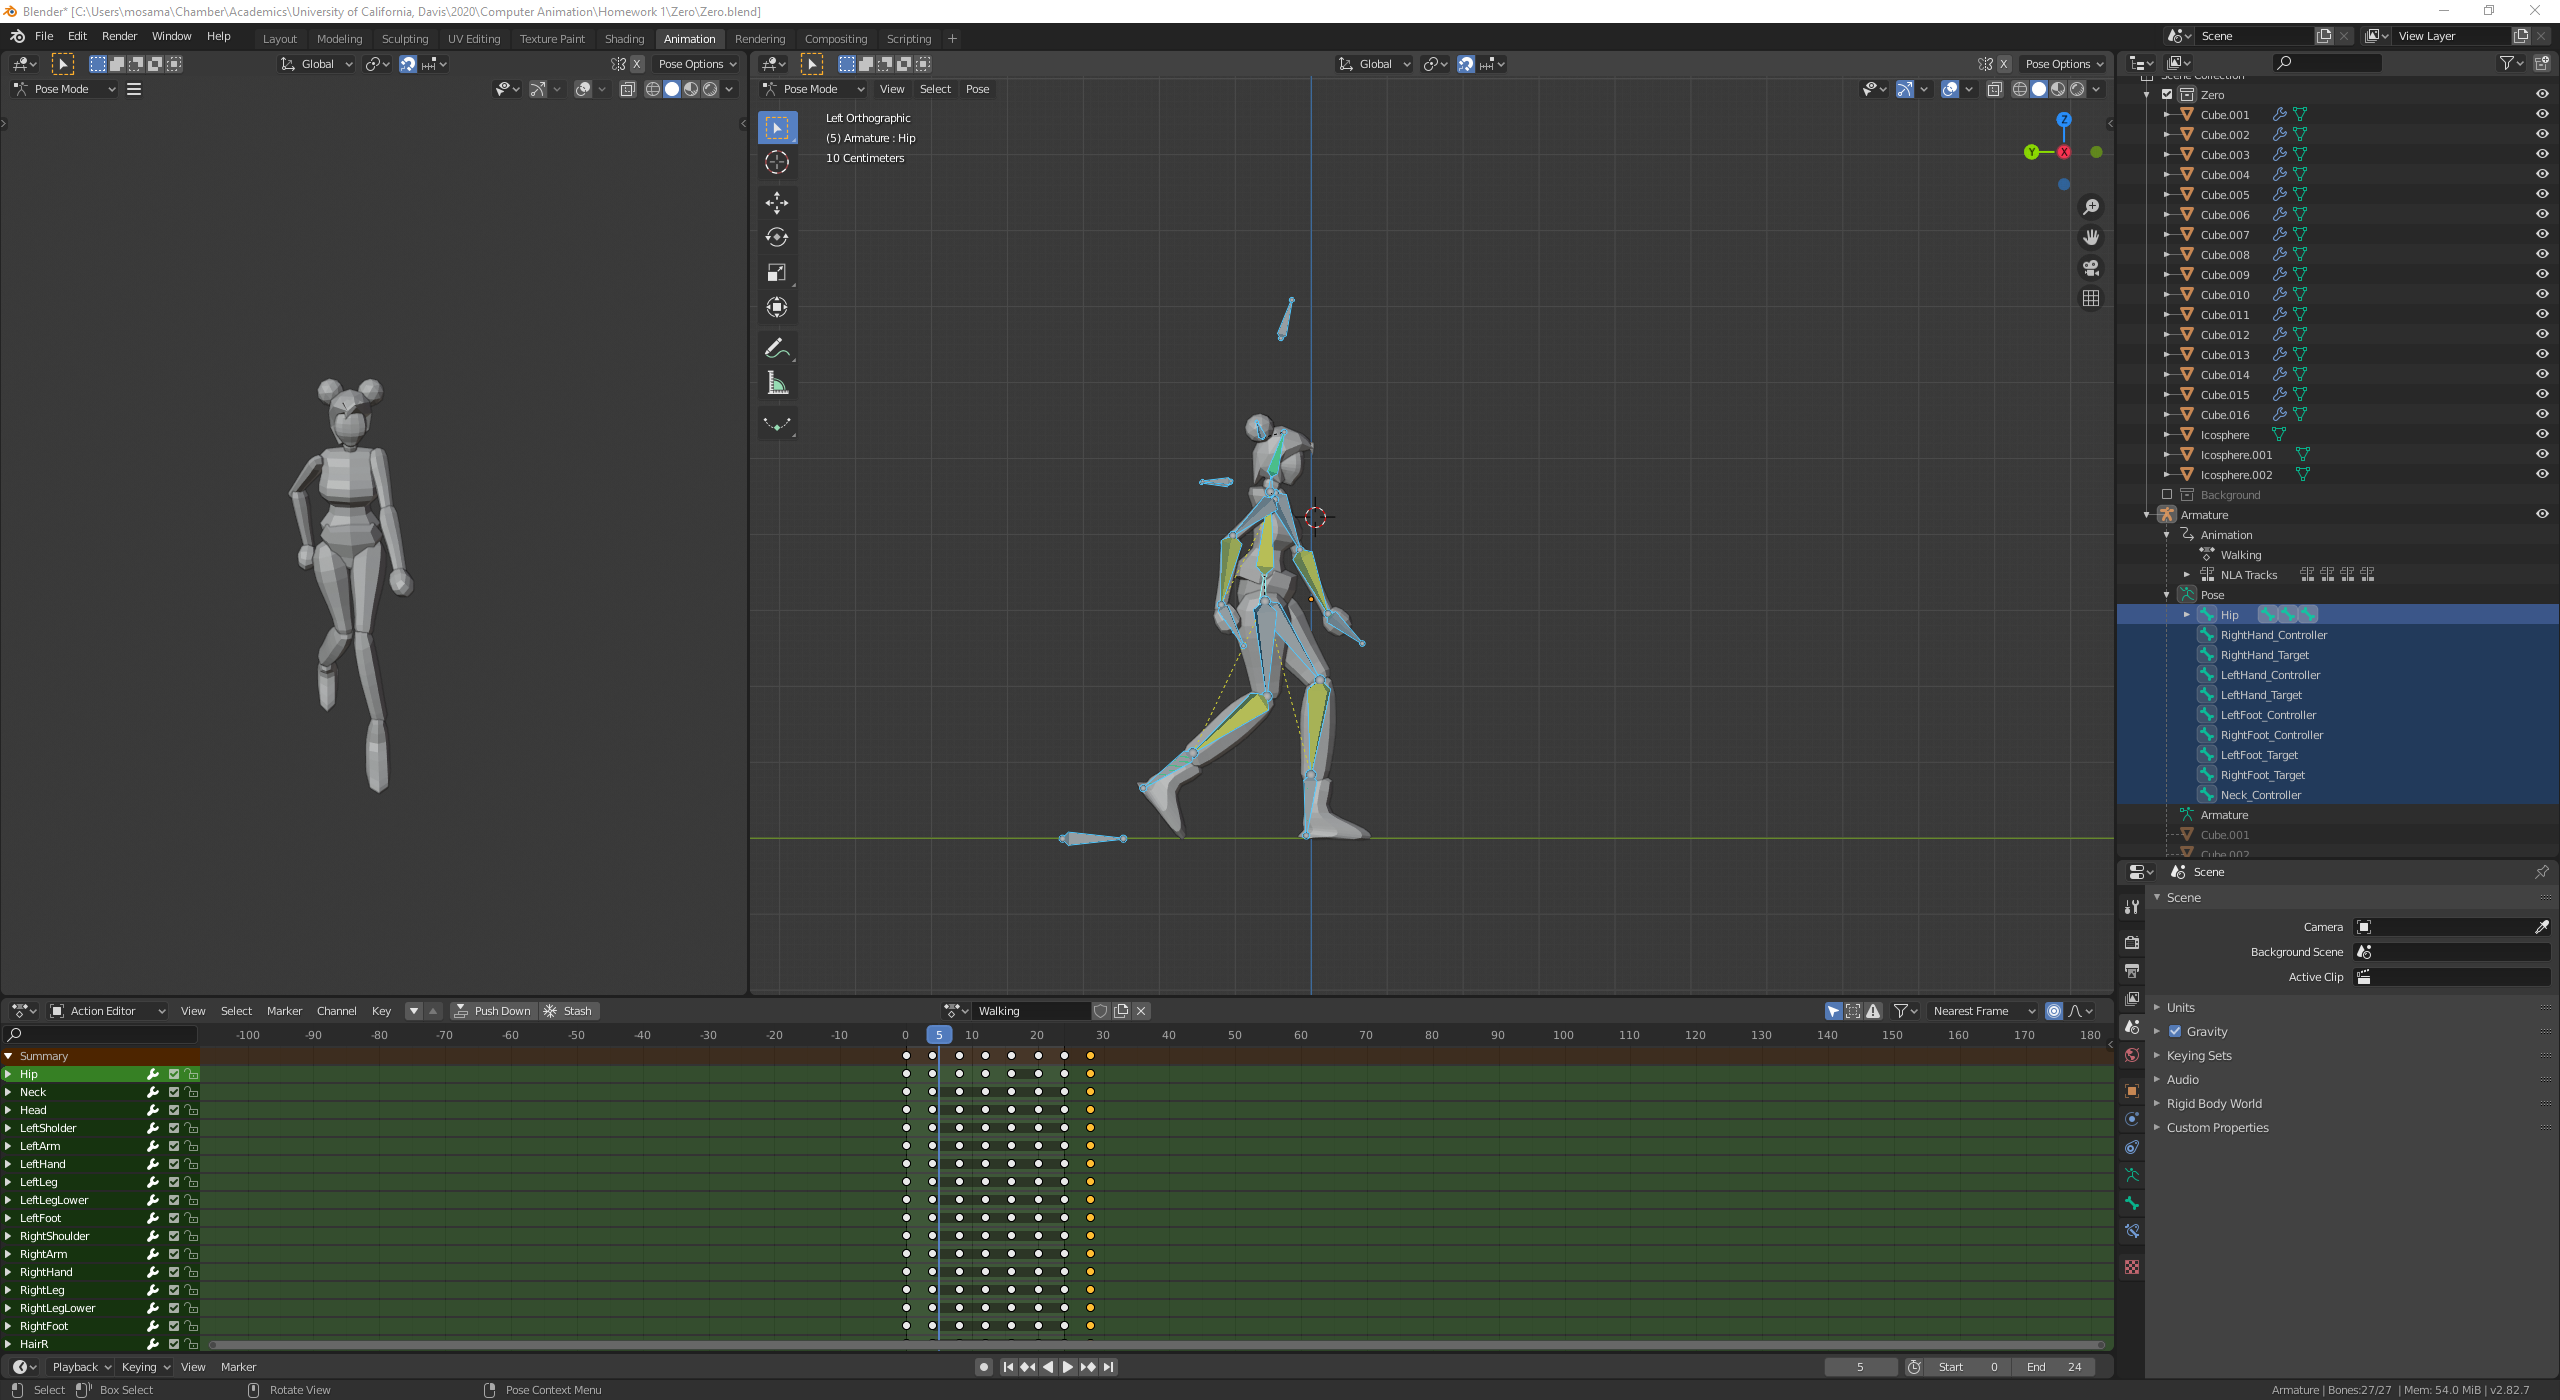 Blender* [C:\Users\mosama\Chamber\Academics\University of California, Davis\2020\Computer Animation\Homework 1\Zero\Zero.blend]
File Edit Render Window Help Layout Modeling Sculpting UV Editing Texture Paint Shading Animation Rendering Compositing Scripting + Scene View Layer
Global X Pose Options
Pose Mode
Global X Pose Options
Pose Mode View Select Pose
Left Orthographic
(5) Armature : Hip
10 Centimeters
Z
Y
X
Scene Collection
Zero
Cube.001
Cube.002
Cube.003
Cube.004
Cube.005
Cube.006
Cube.007
Cube.008
Cube.009
Cube.010
Cube.011
Cube.012
Cube.013
Cube.014
Cube.015
Cube.016
Icosphere
Icosphere.001
Icosphere.002
Background
Armature
Animation
Walking
NLA Tracks
Pose
Hip
RightHand_Controller
RightHand_Target
LeftHand_Controller
LeftHand_Target
LeftFoot_Controller
RightFoot_Controller
LeftFoot_Target
RightFoot_Target
Neck_Controller
Armature
Cube.001
Cube.002
Scene
Scene
Camera
Background Scene
Active Clip
Units
Gravity
Keying Sets
Audio
Rigid Body World
Custom Properties
Action Editor View Select Marker Channel Key Push Down Stash Walking Nearest Frame
-100 -90 -80 -70 -60 -50 -40 -30 -20 -10 0 5 10 20 30 40 50 60 70 80 90 100 110 120 130 140 150 160 170 180
Summary
Hip
Neck
Head
LeftSholder
LeftArm
LeftHand
LeftLeg
LeftLegLower
LeftFoot
RightShoulder
RightArm
RightHand
RightLeg
RightLegLower
RightFoot
HairR
Playback Keying View Marker 5 Start 0 End 24
Select Box Select Rotate View Pose Context Menu Armature | Bones:27/27 | Mem: 54.0 MiB | v2.82.7